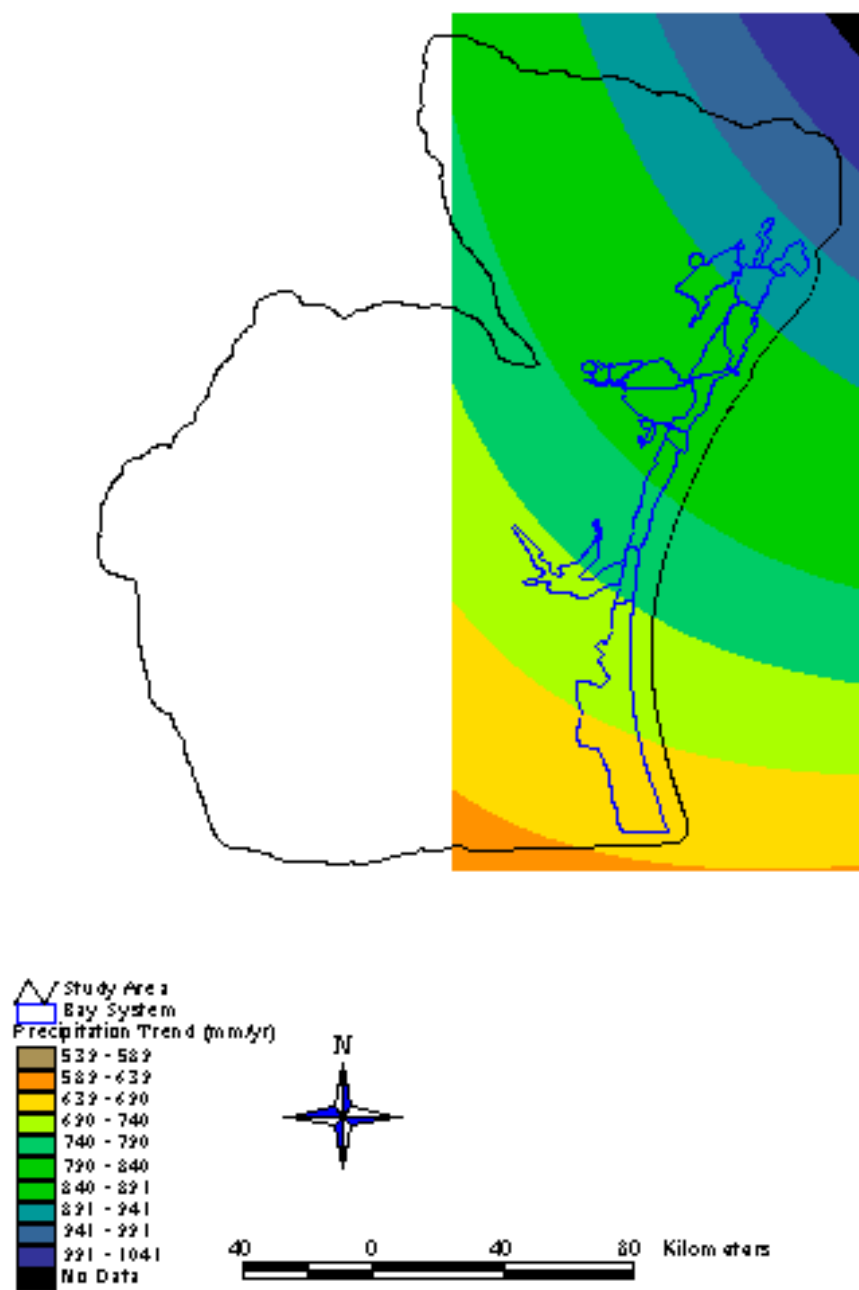 Study Area
Bay System
Precipitation Trend (mm/yr)
539 - 589
589 - 639
639 - 690
690 - 740
740 - 790
790 - 840
840 - 891
891 - 941
941 - 991
991 - 1041
No Data
N
40 0 40 80 Kilometers